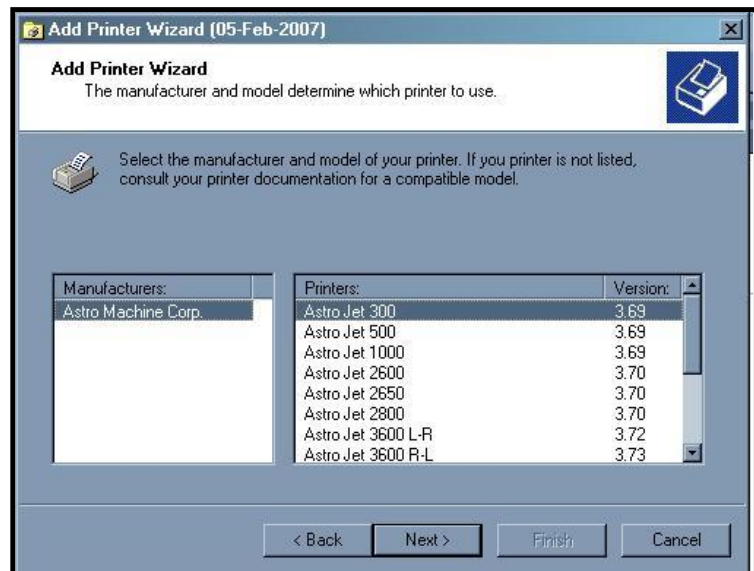 Add Printer Wizard (05-Feb-2007)
Add Printer Wizard
The manufacturer and model determine which printer to use.
Select the manufacturer and model of your printer. If you printer is not listed,
consult your printer documentation for a compatible model.
Manufacturers:
Astro Machine Corp.
Printers: Version:
Astro Jet 300 3.69
Astro Jet 500 3.69
Astro Jet 1000 3.69
Astro Jet 2600 3.70
Astro Jet 2650 3.70
Astro Jet 2800 3.70
Astro Jet 3600 L-R 3.72
Astro Jet 3600 R-L 3.73
< Back Next > Finish Cancel